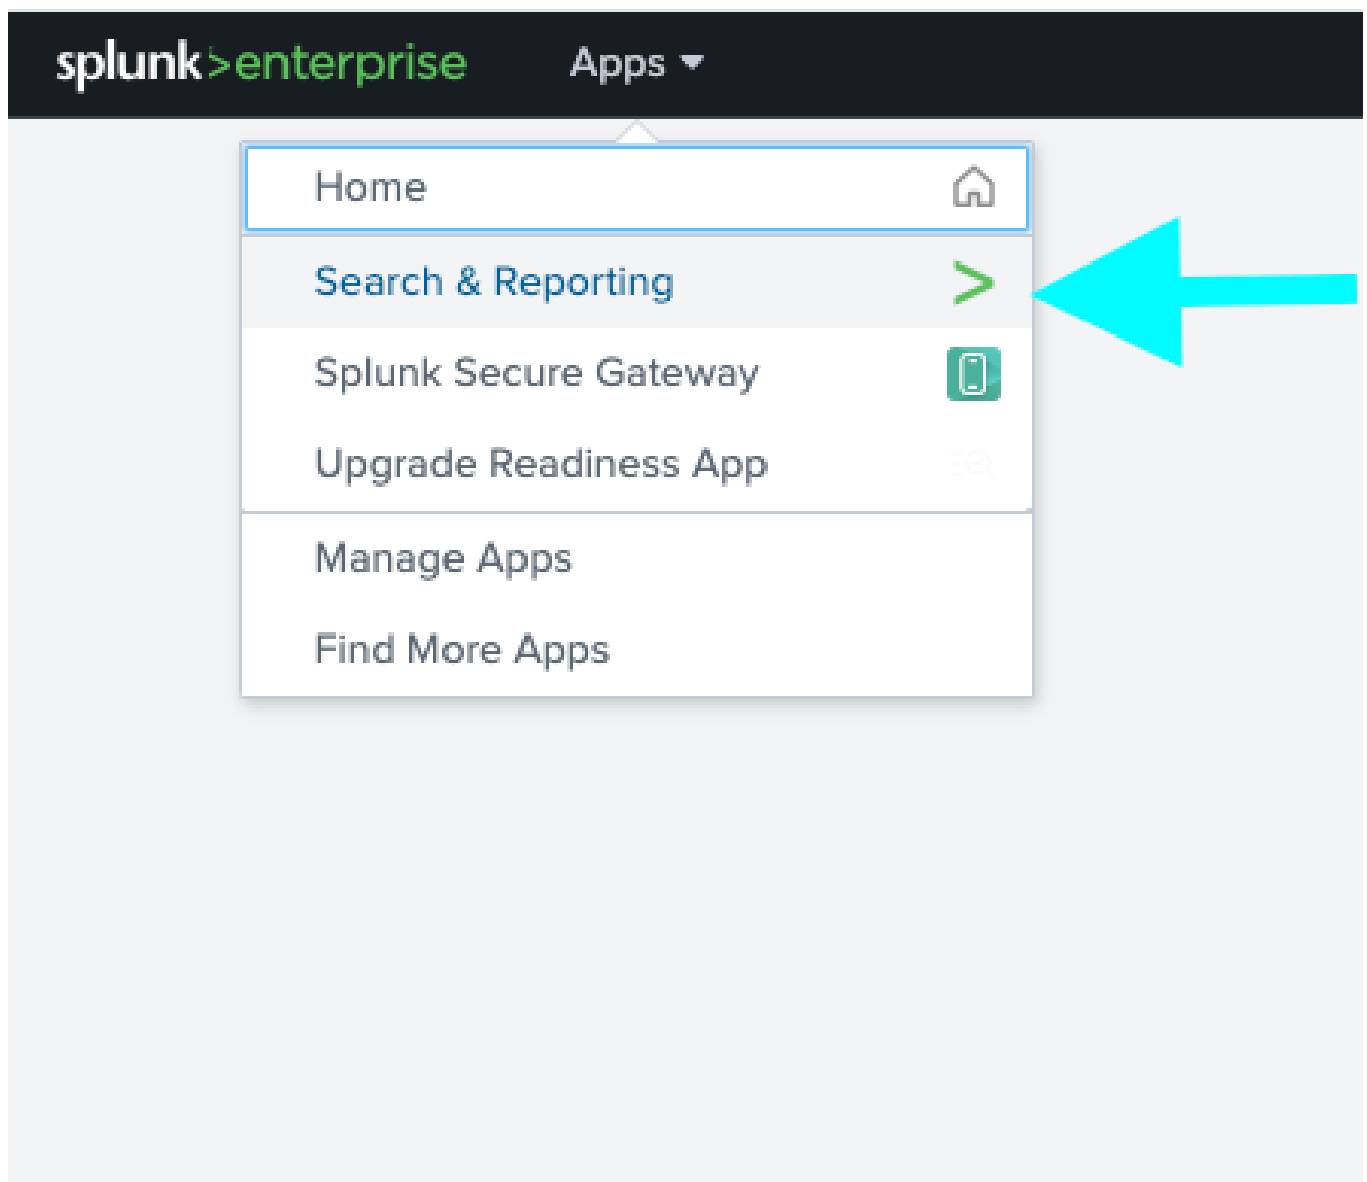 splunk>enterprise Apps
Home
Search & Reporting
Splunk Secure Gateway
Upgrade Readiness App
Manage Apps
Find More Apps